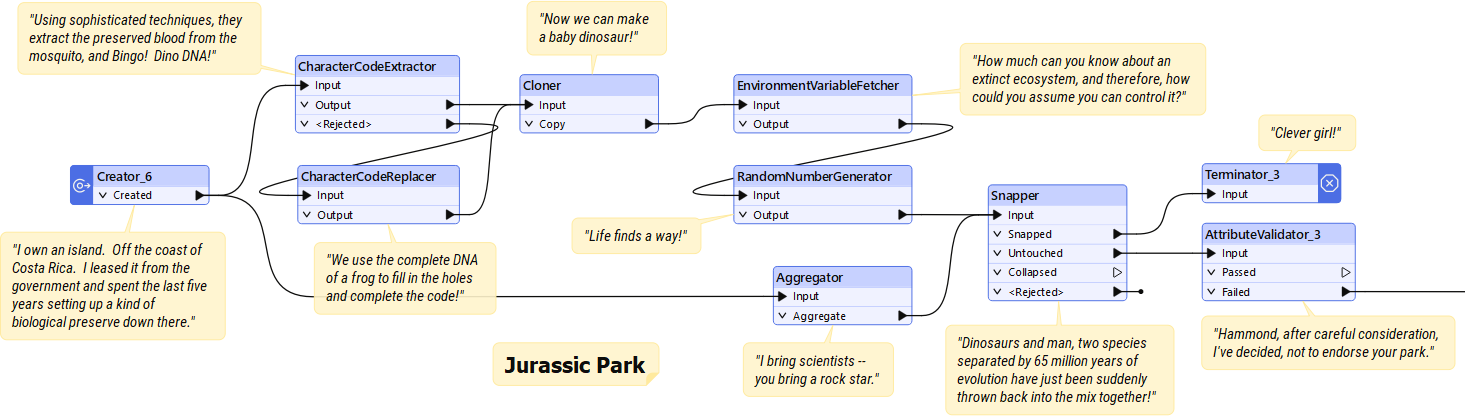 "Using sophisticated techniques, they
extract the preserved blood from the
mosquito, and Bingo!  Dino DNA!"
"Now we can make
a baby dinosaur!"
CharacterCodeExtractor
Input
Output
<Rejected>
Cloner
Input
Copy
EnvironmentVariableFetcher
Input
Output
"How much can you know about an
extinct ecosystem, and therefore, how
could you assume you can control it?"
"Clever girl!"
Creator_6
Created
CharacterCodeReplacer
Input
Output
RandomNumberGenerator
Input
Output
Snapper
Input
Snapped
Untouched
Collapsed
<Rejected>
Terminator_3
Input
AttributeValidator_3
Input
Passed
Failed
"I own an island.  Off the coast of
Costa Rica.  I leased it from the
government and spent the last five
years setting up a kind of
biological preserve down there."
"We use the complete DNA
of a frog to fill in the holes
and complete the code!"
"Life finds a way!"
Aggregator
Input
Aggregate
Jurassic Park
"I bring scientists --
you bring a rock star."
"Dinosaurs and man, two species
separated by 65 million years of
evolution have just been suddenly
thrown back into the mix together!"
"Hammond, after careful consideration,
I've decided, not to endorse your park."